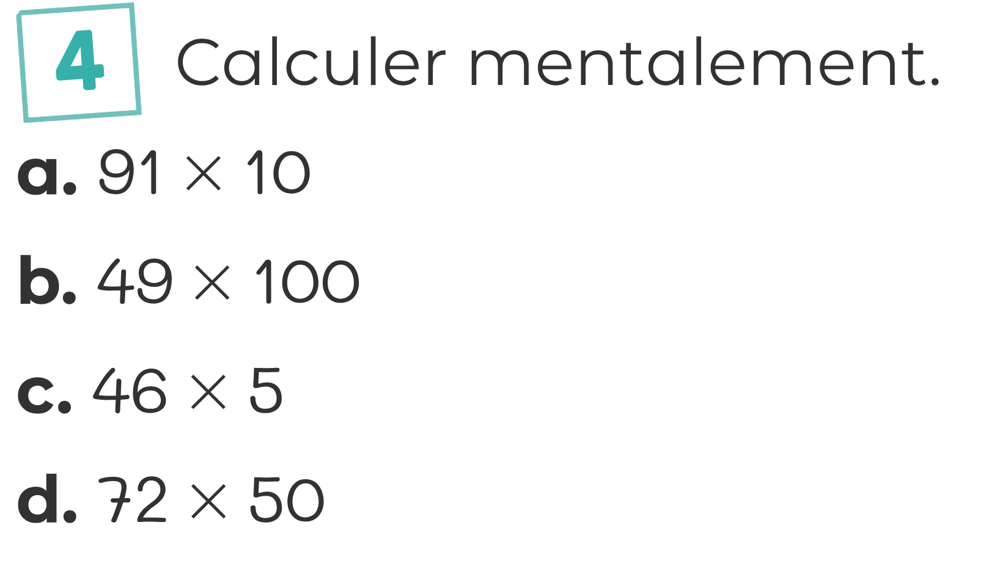 4 Calculer mentalement.
a. 91 × 10
b. 49 × 100
c. 46 × 5
d. 72 × 50